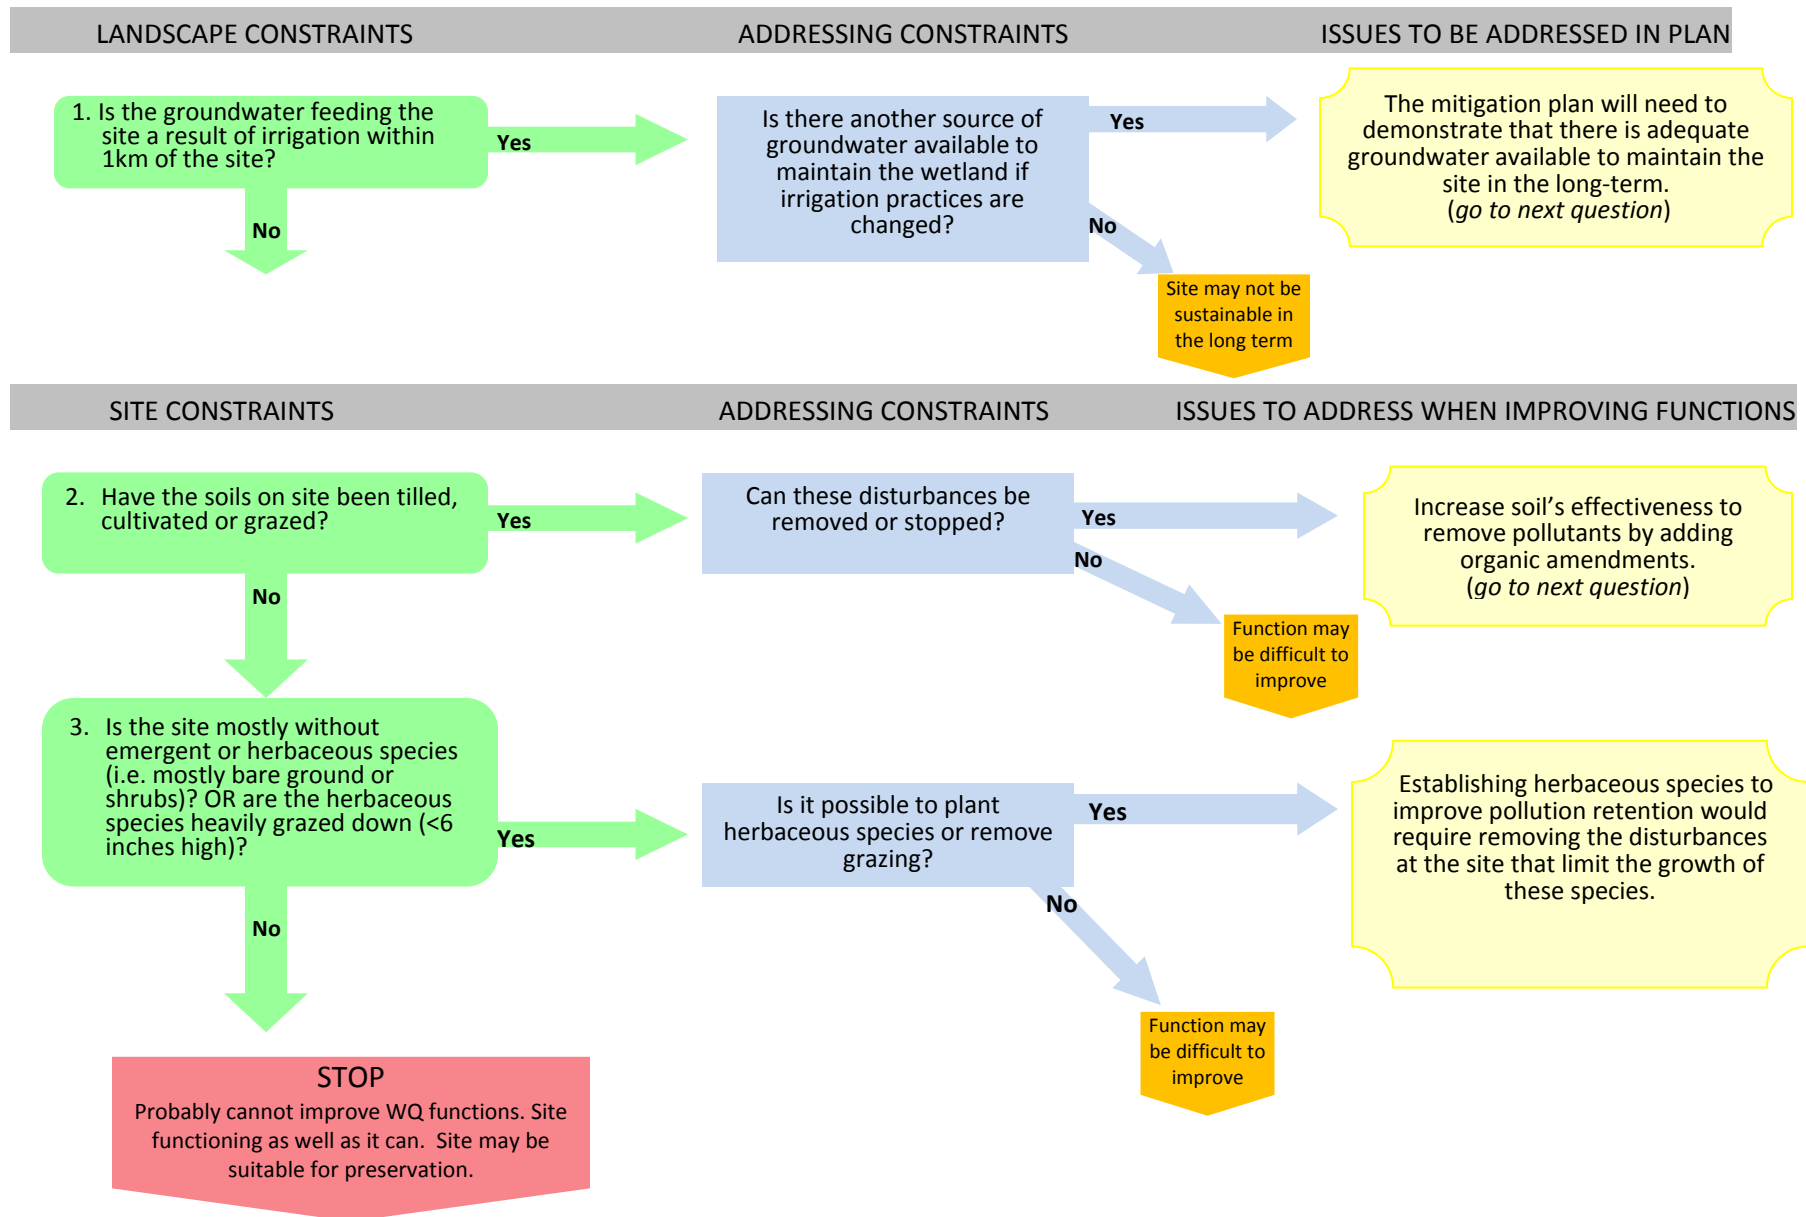 LANDSCAPE CONSTRAINTS
ADDRESSING CONSTRAINTS
ISSUES TO BE ADDRESSED IN PLAN
1. Is the groundwater feeding the
site a result of irrigation within
1km of the site?
Yes
No
Is there another source of
groundwater available to
maintain the wetland if
irrigation practices are
changed?
Yes
No
The mitigation plan will need to
demonstrate that there is adequate
groundwater available to maintain the
site in the long-term.
(go to next question)
Site may not be
sustainable in
the long term
SITE CONSTRAINTS
ADDRESSING CONSTRAINTS
ISSUES TO ADDRESS WHEN IMPROVING FUNCTIONS
2. Have the soils on site been tilled,
cultivated or grazed?
Yes
No
Can these disturbances be
removed or stopped?
Yes
No
Increase soil’s effectiveness to
remove pollutants by adding
organic amendments.
(go to next question)
Function may
be difficult to
improve
3. Is the site mostly without
emergent or herbaceous species
(i.e. mostly bare ground or
shrubs)? OR are the herbaceous
species heavily grazed down (<6
inches high)?
Yes
No
Is it possible to plant
herbaceous species or remove
grazing?
Yes
No
Establishing herbaceous species to
improve pollution retention would
require removing the disturbances
at the site that limit the growth of
these species.
Function may
be difficult to
improve
STOP
Probably cannot improve WQ functions. Site
functioning as well as it can.  Site may be
suitable for preservation.